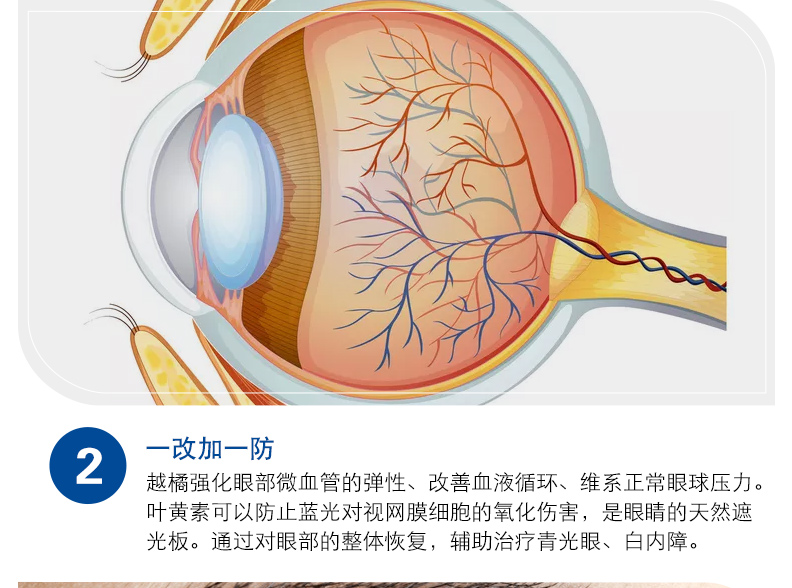 2
一改加一防
越橘强化眼部微血管的弹性、改善血液循环、维系正常眼球压力。
叶黄素可以防止蓝光对视网膜细胞的氧化伤害，是眼睛的天然遮
光板。通过对眼部的整体恢复，辅助治疗青光眼、白内障。